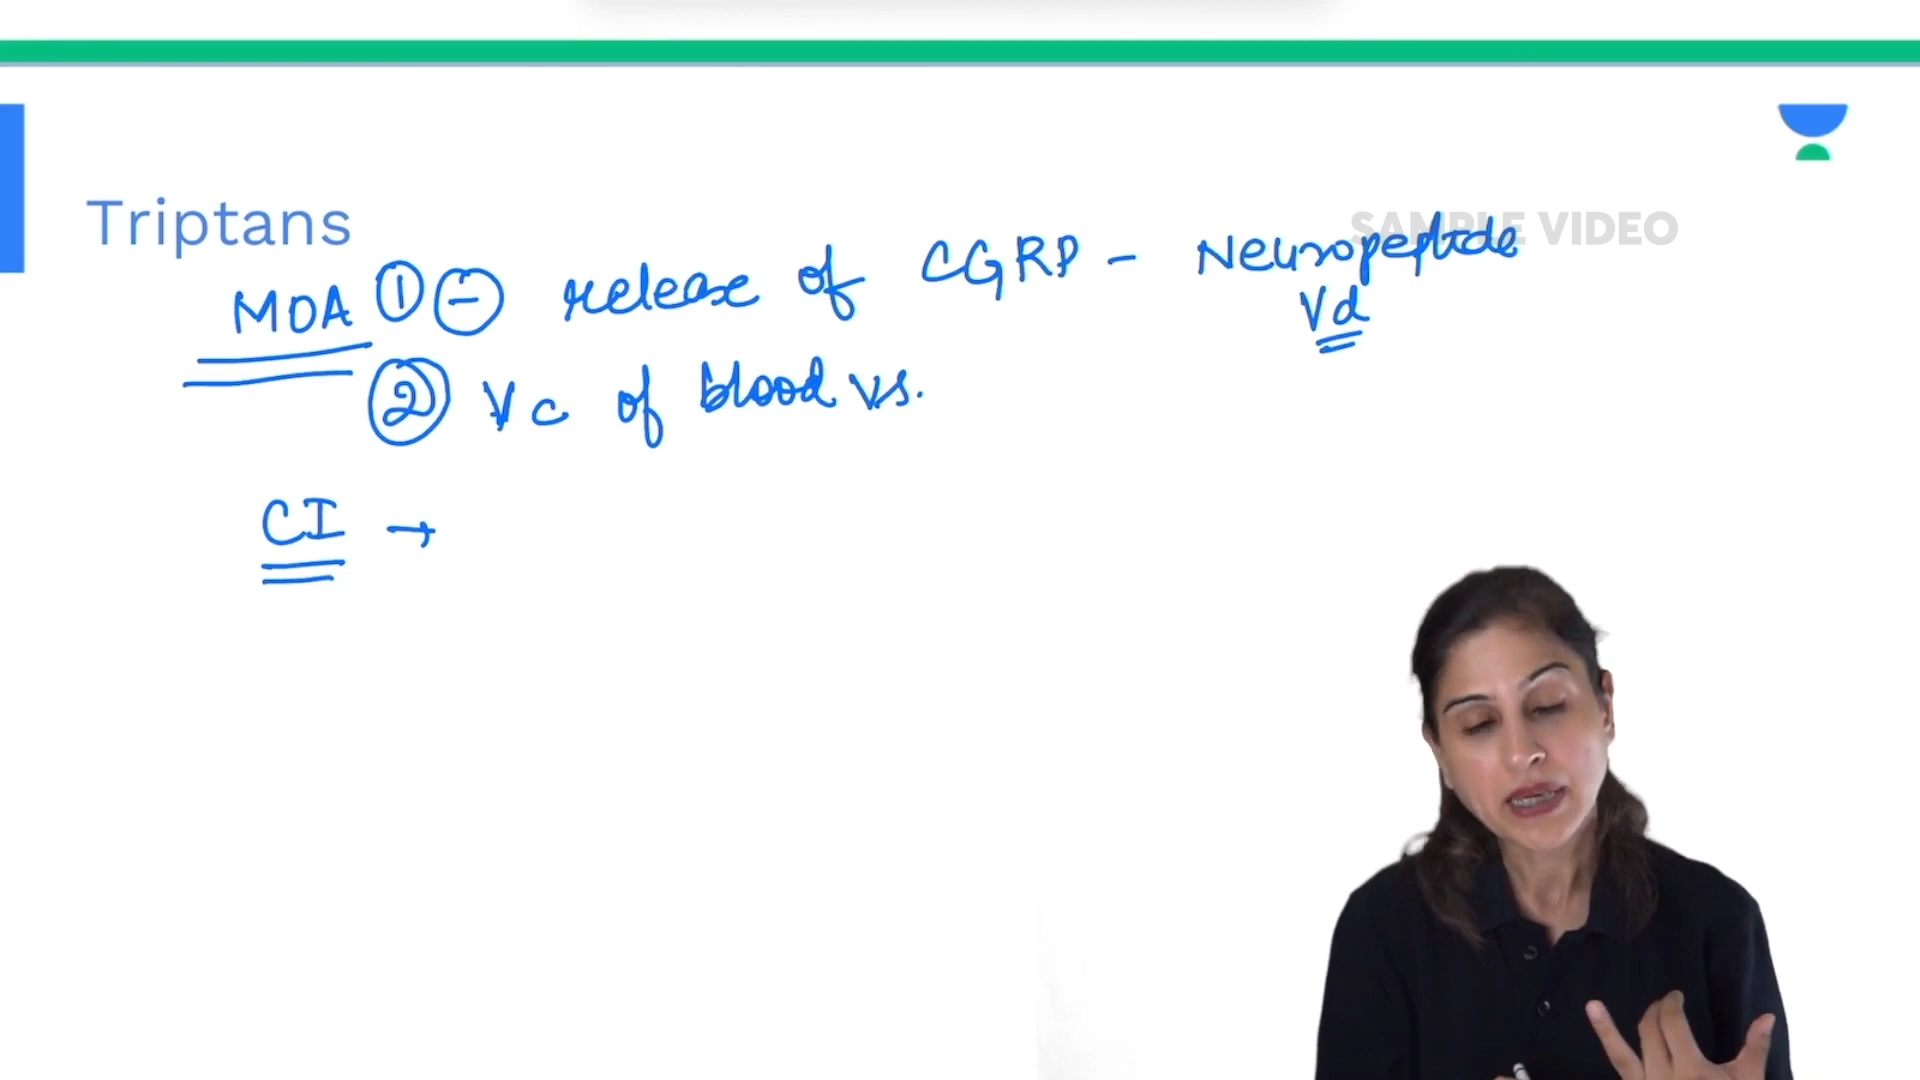 SAMPLE VIDEO
Triptans
MOA ① ⊖ release of CGRP - Neuropeptide
Vd
② Vc of blood vs.
CI →